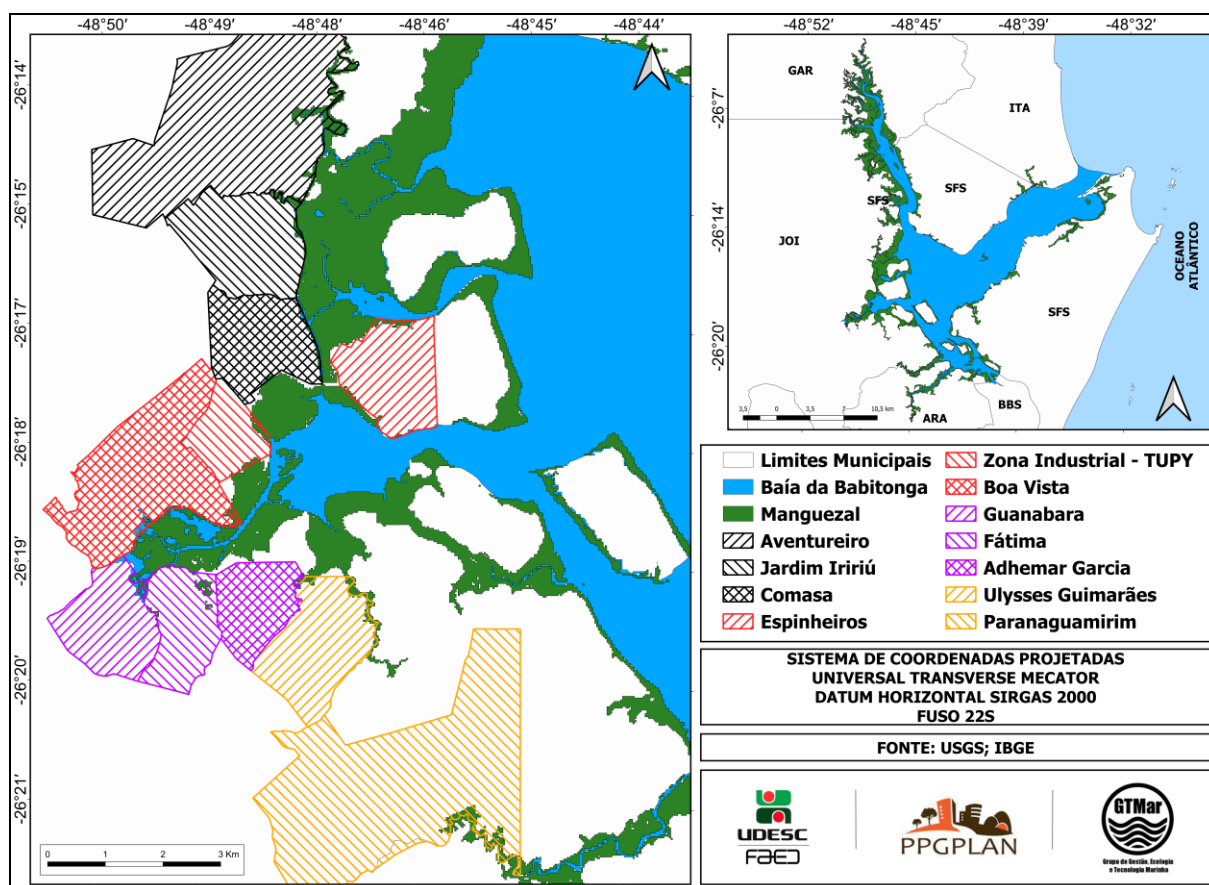 -48°50' -48°49' -48°48' -48°46' -48°45' -48°44'
-26°14'
-26°15'
-26°17'
-26°18'
-26°19'
-26°20'
-26°21'
0 1 2 3 Km
-48°52' -48°45' -48°39' -48°32'
-26°7'
-26°14'
-26°20'
GAR
ITA
SFS
SFS
JOI
SFS
OCEANO
ATLÂNTICO
ARA
BBS
3,5 0 3,5 7 10,5 km
Limites Municipais
Baía da Babitonga
Manguezal
Aventureiro
Jardim Iririú
Comasa
Espinheiros
Zona Industrial - TUPY
Boa Vista
Guanabara
Fátima
Adhemar Garcia
Ulysses Guimarães
Paranaguamirim
SISTEMA DE COORDENADAS PROJETADAS
UNIVERSAL TRANSVERSE MECATOR
DATUM HORIZONTAL SIRGAS 2000
FUSO 22S
FONTE: USGS; IBGE
UDESC
FAED
PPGPLAN
GTMar
Grupo de Gestão, Ecologia
e Tecnologia Marinha